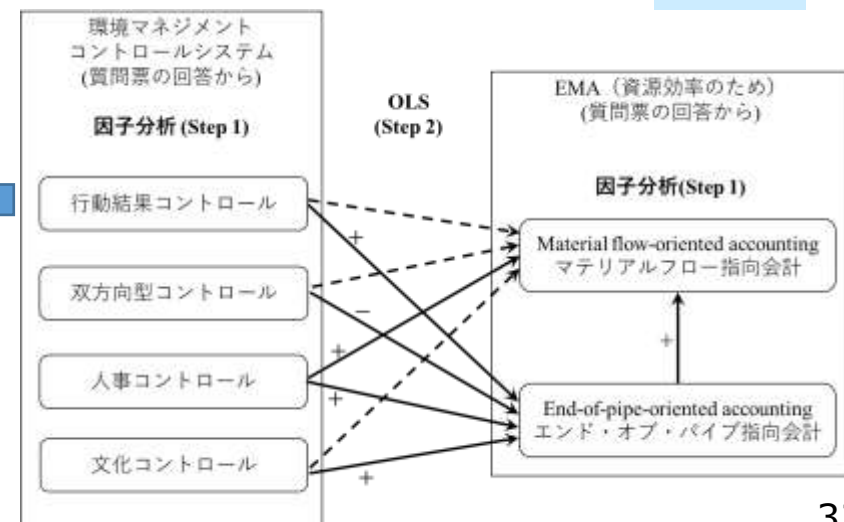 環境マネジメント
コントロールシステム
(質問票の回答から)
因子分析 (Step 1)
行動結果コントロール
双方向型コントロール
人事コントロール
文化コントロール
OLS
(Step 2)
+
−
+
+
+
EMA（資源効率のため）
(質問票の回答から)
因子分析(Step 1)
Material flow-oriented accounting
マテリアルフロー指向会計
+
End-of-pipe-oriented accounting
エンド・オブ・パイプ指向会計